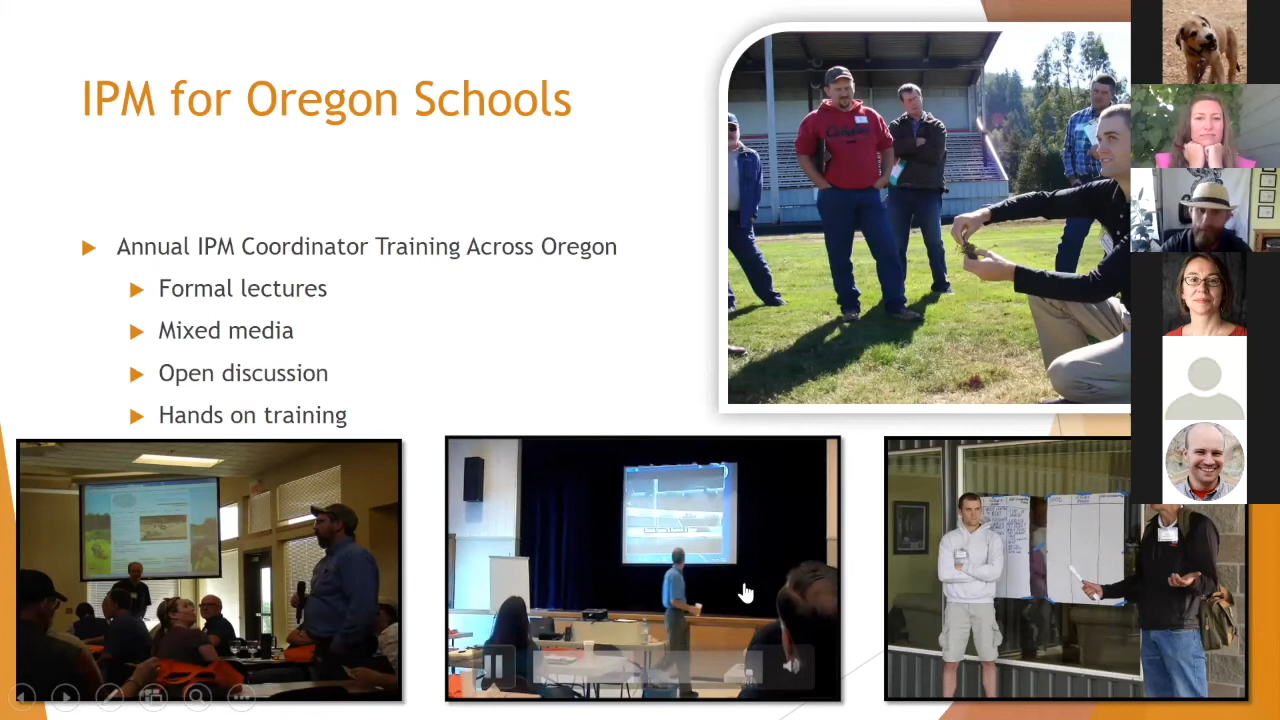 IPM for Oregon Schools
Annual IPM Coordinator Training Across Oregon
Formal lectures
Mixed media
Open discussion
Hands on training